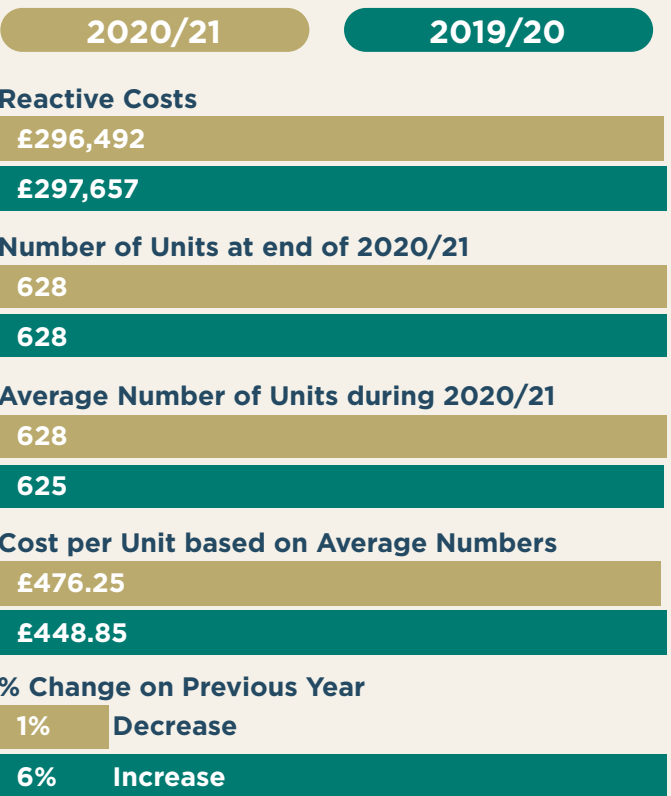 2020/21 2019/20
Reactive Costs
£296,492
£297,657
Number of Units at end of 2020/21
628
628
Average Number of Units during 2020/21
628
625
Cost per Unit based on Average Numbers
£476.25
£448.85
% Change on Previous Year
1% Decrease
6% Increase